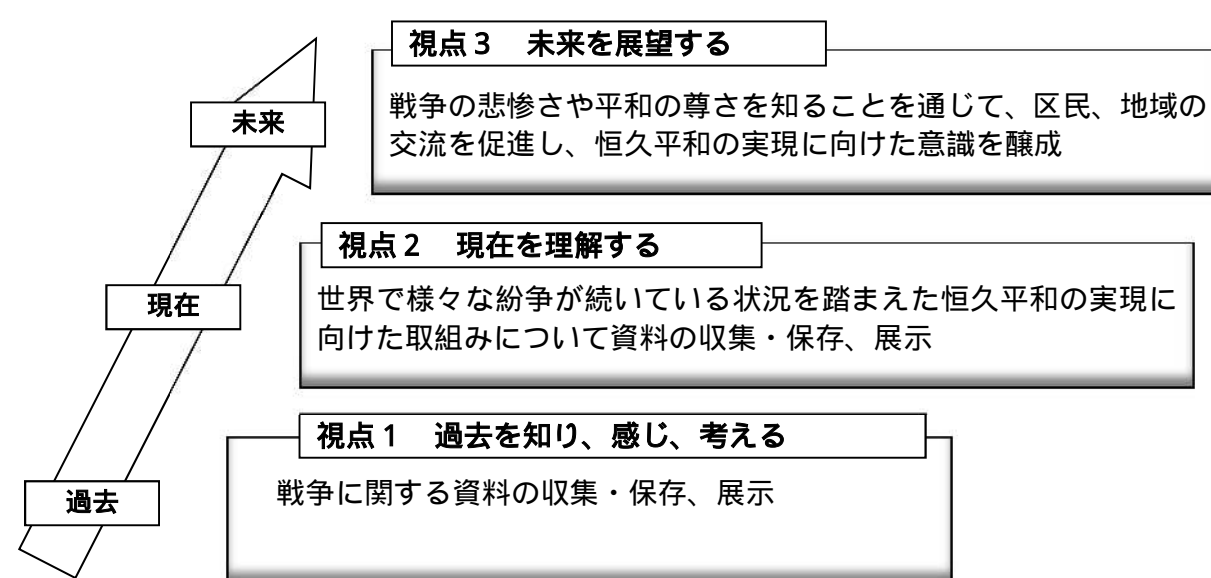 視点３　未来を展望する
未来
戦争の悲惨さや平和の尊さを知ることを通じて、区民、地域の
交流を促進し、恒久平和の実現に向けた意識を醸成
視点２　現在を理解する
現在
世界で様々な紛争が続いている状況を踏まえた恒久平和の実現に
向けた取組みについて資料の収集・保存、展示
視点１　過去を知り、感じ、考える
過去
戦争に関する資料の収集・保存、展示